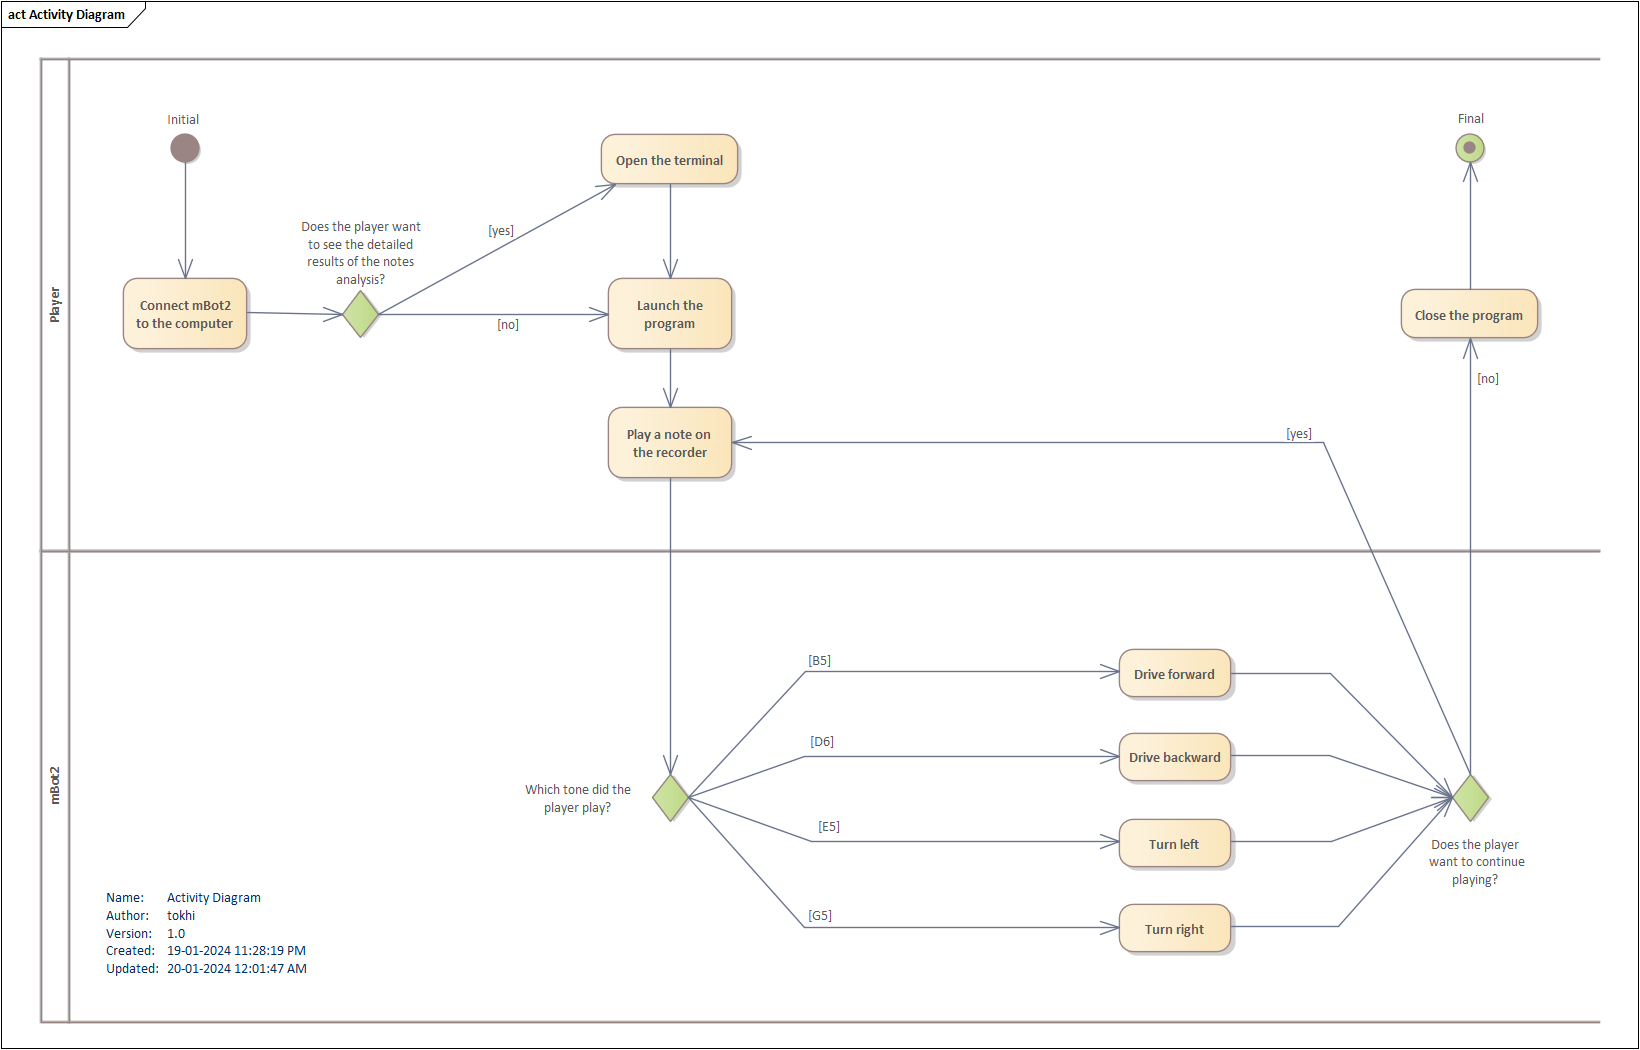 act Activity Diagram
Initial
Final
Open the terminal
Does the player want
to see the detailed
results of the notes
analysis?
[yes]
Player
Connect mBot2
to the computer
Launch the
program
[no]
Close the program
[no]
Play a note on
the recorder
[yes]
mBot2
[B5]
Drive forward
[D6]
Drive backward
Which tone did the
player play?
[E5]
Turn left
Does the player
want to continue
playing?
[G5]
Turn right
Name: Activity Diagram
Author: tokhi
Version: 1.0
Created: 19-01-2024 11:28:19 PM
Updated: 20-01-2024 12:01:47 AM